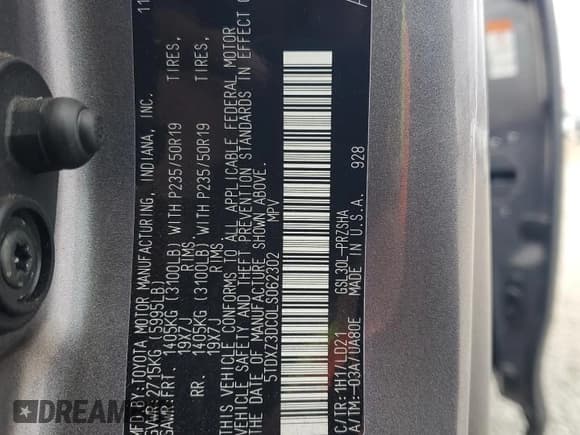 MFD.BY:TOYOTA MOTOR MANUFACTURING, INDIANA, INC. 11
GVWR:2715KG (5995LB)
GAWR:FRT. 1405KG (3100LB) WITH P235/50R19 TIRES,
19X7J RIMS,
RR. 1405KG (3100LB) WITH P235/50R19 TIRES,
19X7J RIMS,
THIS VEHICLE CONFORMS TO ALL APPLICABLE FEDERAL MOTOR
VEHICLE SAFETY AND THEFT PREVENTION STANDARDS IN EFFECT
THE DATE OF MANUFACTURE SHOWN ABOVE.
5TDXZ3DC0LS062302 MPV
C/TR:1H1/LD21 GSL30L-PRZSHA 928
A/TM:-03A/UA80E MADE IN U.S.A.